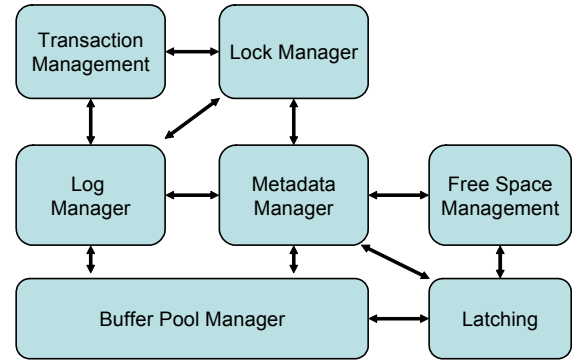 Transaction
Management
Lock Manager
Log
Manager
Metadata
Manager
Free Space
Management
Buffer Pool Manager
Latching